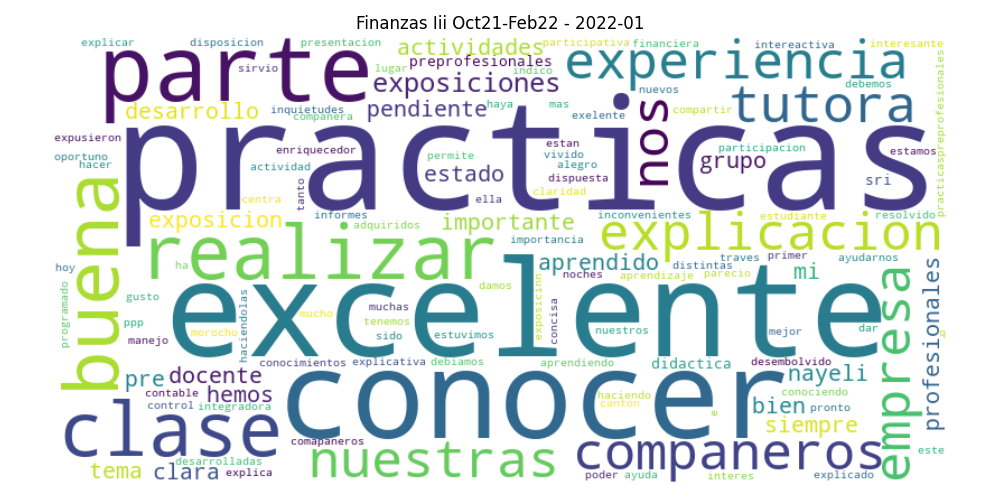 Finanzas Iii Oct21-Feb22 - 2022-01
explicar disposicion presentacion actividades participativa financiera intereactiva interesante
parte sirvio lugar preprofesionales indico experiencia
exposiciones nuevos debemos
desarrollo inquietudes pendiente haya mas exelente nos compartir tutora
companera
expusieron practicas participacion estamos
oportuno enriquecedor permite estan vivido grupo
hacer actividad estado alegro sri practicaspreprofesionales
tanto dispuesta
buena centra ella claridad
exposicion informes adquiridos importante inconvenientes estudiante resolvido
realizar importancia explicacion
hoy ha aprendido distintas traves primer ayudarnos
noches aprendizaje parecio mi
programado gusto excelente damos empresa profesionales
ppp haciendolas muchas exposicinn concisa
morocho mucho tenemos nuestros dar
manejo sido estuvimos mejor
conocimientos explicativa debiamos aprendiendo didactica desembolvido
pre docente conocer nayeli conociendo
contable hemos haciendo
clase control integradora canton e bien pronto
siempre
comapaneros companeros este
tema clara desarrolladas nuestras
explica poder ayuda interes explicado